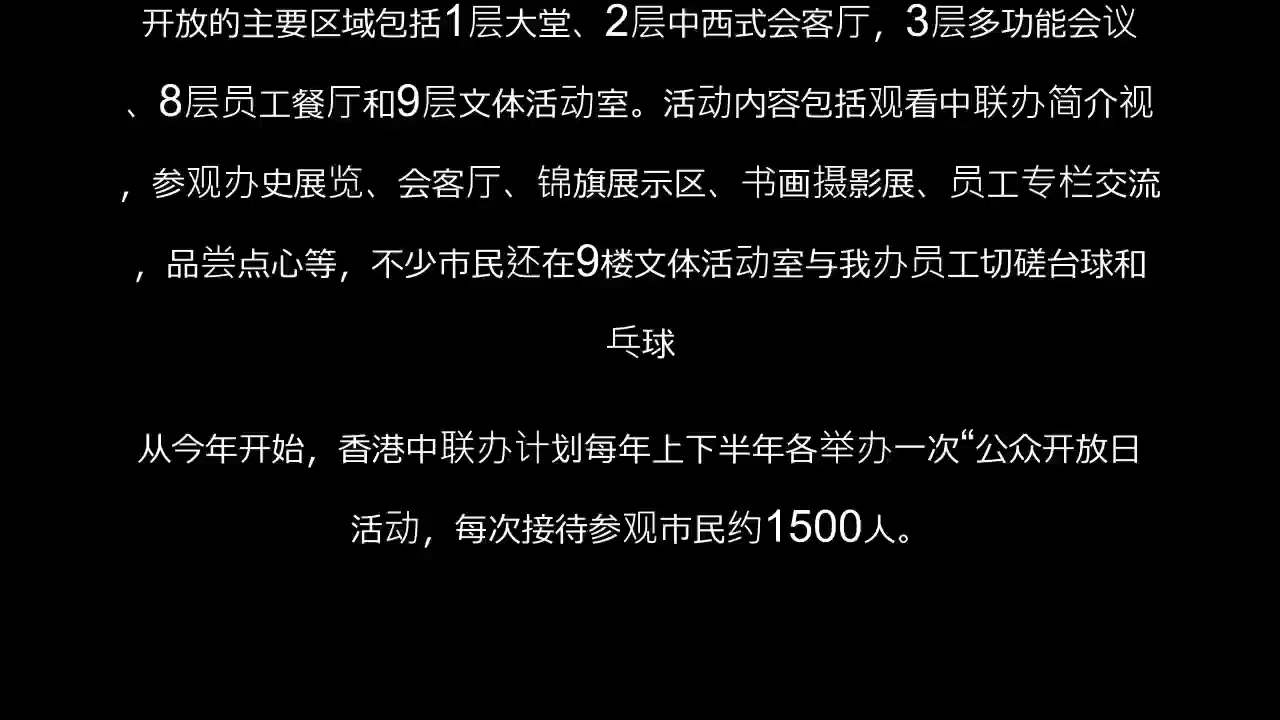 开放的主要区域包括1层大堂、2层中西式会客厅，3层多功能会议
、8层员工餐厅和9层文体活动室。活动内容包括观看中联办简介视
，参观办史展览、会客厅、锦旗展示区、书画摄影展、员工专栏交流
，品尝点心等，不少市民还在9楼文体活动室与我办员工切磋台球和
乓球
从今年开始，香港中联办计划每年上下半年各举办一次“公众开放日
活动，每次接待参观市民约1500人。